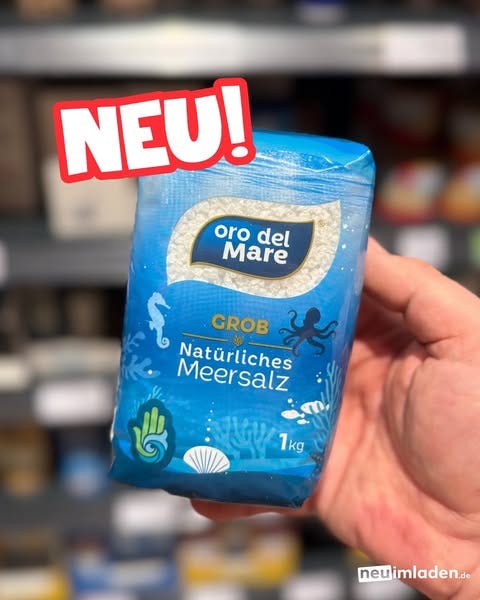 NEU!
oro del
Mare
GROB
Natürliches
Meersalz
1kg
neuimladen.de